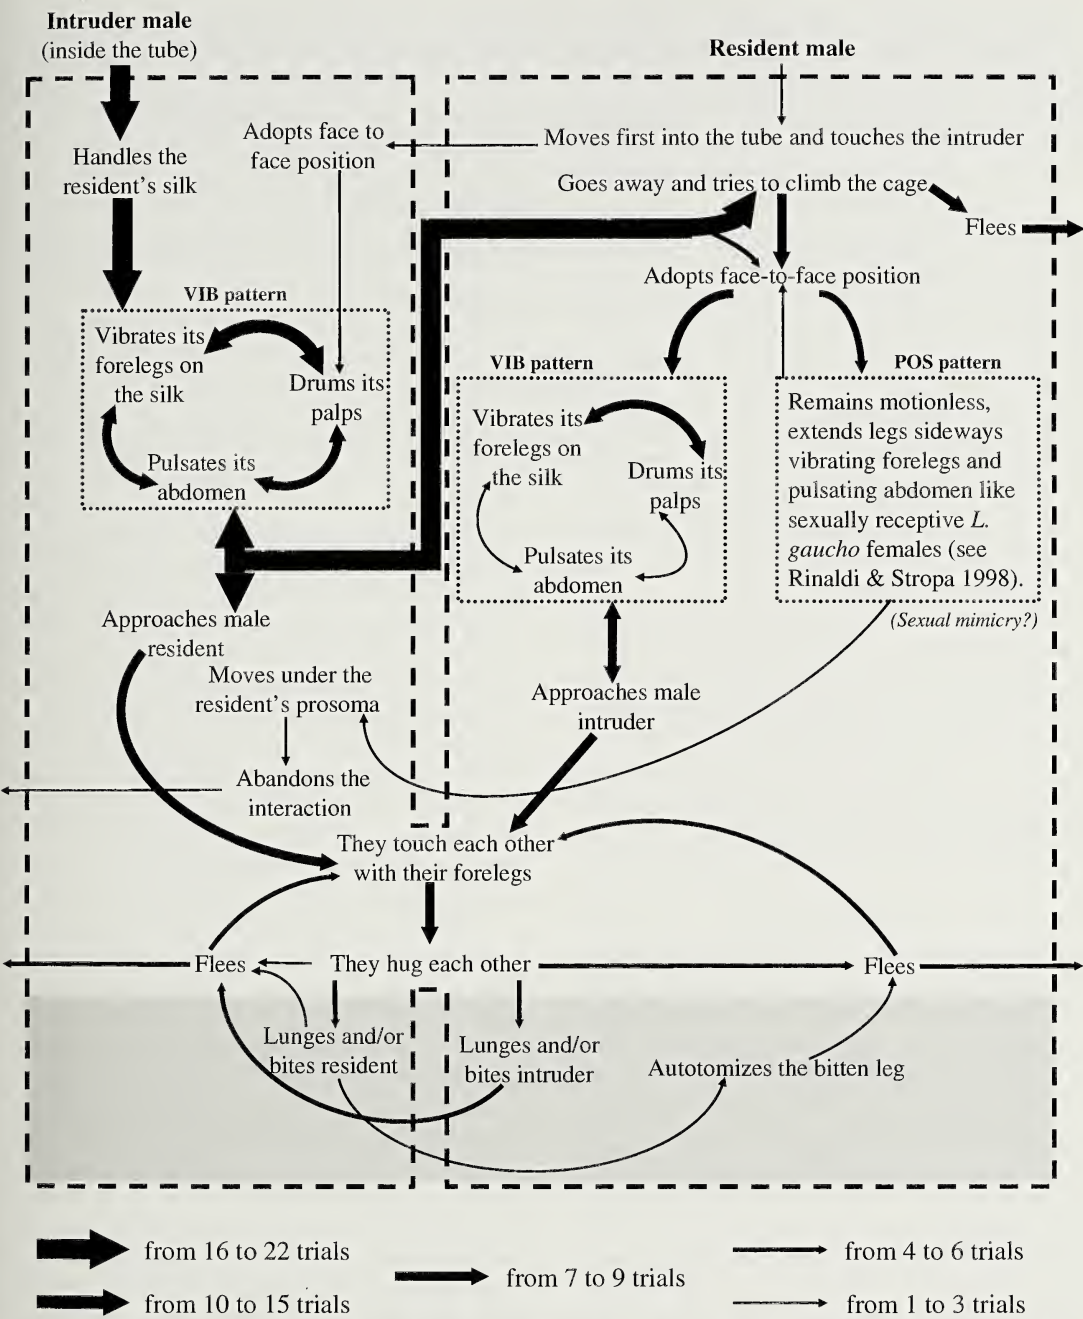 Intruder male
(inside the tube)
Resident male
Handles the
resident's silk
Adopts face to
face position
Moves first into the tube and touches the intruder
Goes away and tries to climb the cage
Flees
Adopts face-to-face position
VIB pattern
Vibrates its
forelegs on
the silk
Drums its
palps
Pulsates its
abdomen
VIB pattern
Vibrates its
forelegs on
the silk
Drums its
palps
Pulsates its
abdomen
POS pattern
Remains motionless,
extends legs sideways
vibrating forelegs and
pulsating abdomen like
sexually receptive L.
gaucho females (see
Rinaldi & Stropa 1998).
(Sexual mimicry?)
Approaches male
resident
Moves under the
resident's prosoma
Abandons the
interaction
Approaches male
intruder
They touch each other
with their forelegs
Flees
They hug each other
Flees
Lunges and/or
bites resident
Lunges and/or
bites intruder
Autotomizes the bitten leg
from 16 to 22 trials
from 10 to 15 trials
from 7 to 9 trials
from 4 to 6 trials
from 1 to 3 trials